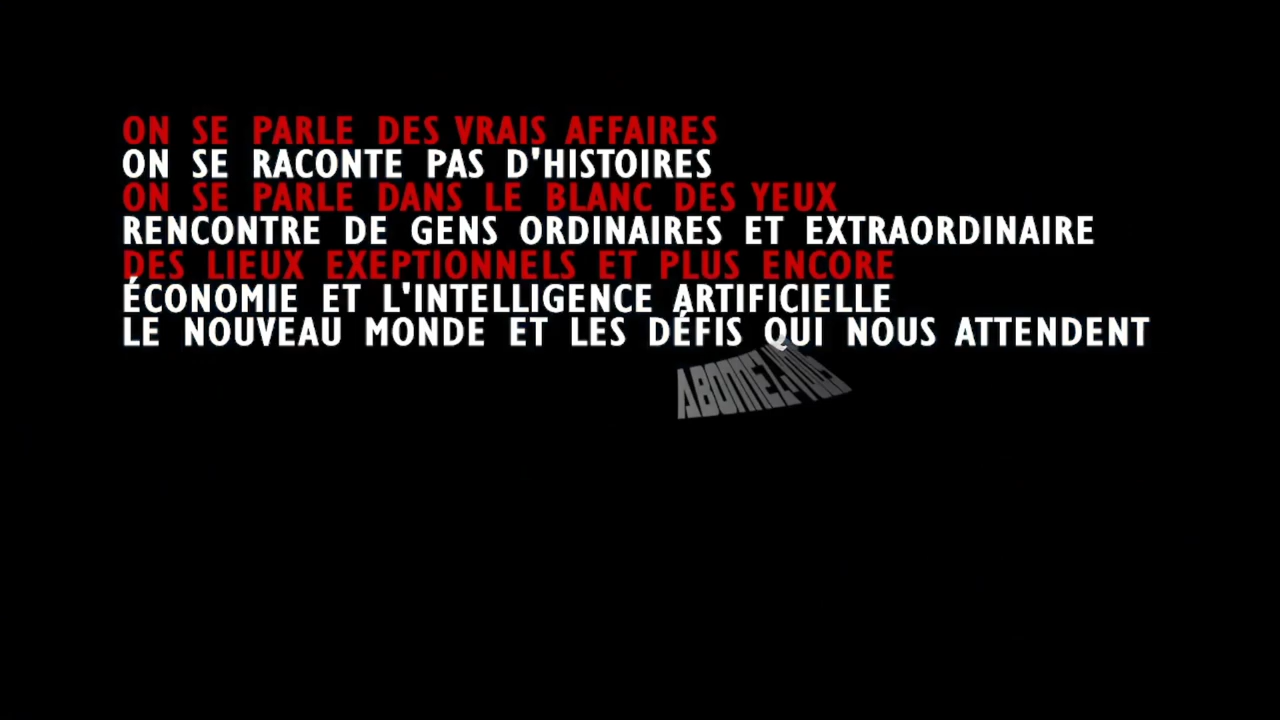 ON SE PARLE DES VRAIS AFFAIRES
ON SE RACONTE PAS D'HISTOIRES
ON SE PARLE DANS LE BLANC DES YEUX
RENCONTRE DE GENS ORDINAIRES ET EXTRAORDINAIRE
DES LIEUX EXEPTIONNELS ET PLUS ENCORE
ÉCONOMIE ET L'INTELLIGENCE ARTIFICIELLE
LE NOUVEAU MONDE ET LES DÉFIS QUI NOUS ATTENDENT
ABONNEZ-VOUS